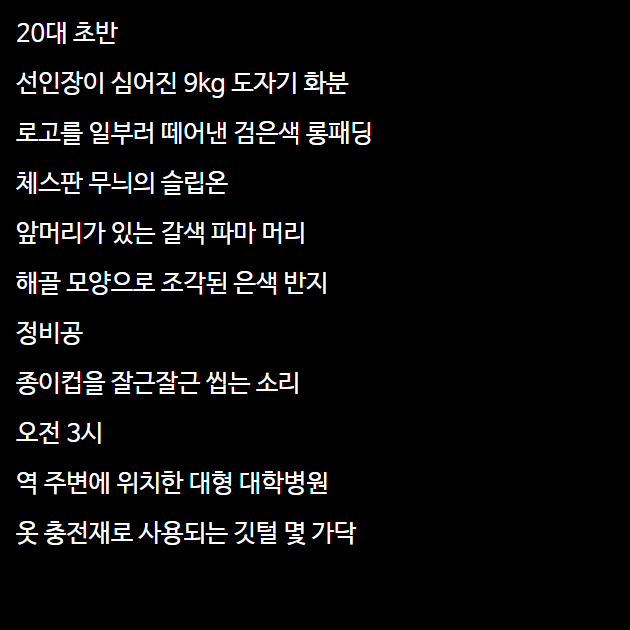 20대 초반
선인장이 심어진 9kg 도자기 화분
로고를 일부러 떼어낸 검은색 롱패딩
체스판 무늬의 슬립온
앞머리가 있는 갈색 파마 머리
해골 모양으로 조각된 은색 반지
정비공
종이컵을 잘근잘근 씹는 소리
오전 3시
역 주변에 위치한 대형 대학병원
옷 충전재로 사용되는 깃털 몇 가닥